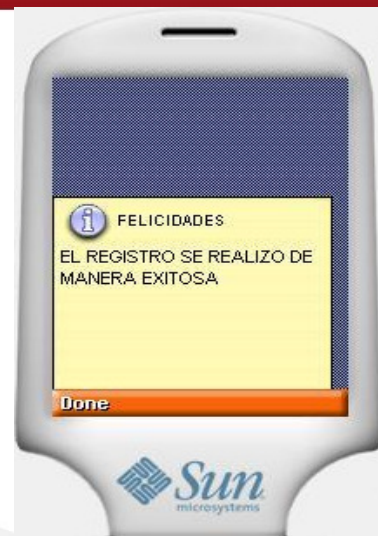 FELICIDADES
EL REGISTRO SE REALIZO DE
MANERA EXITOSA
Done
Sun
microsystems